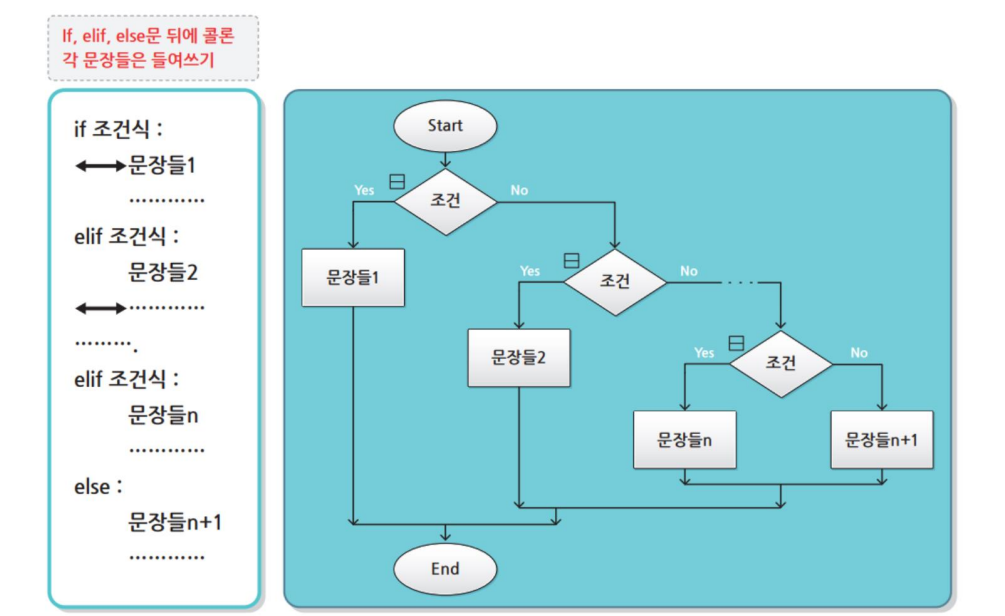 If, elif, else문 뒤에 콜론
각 문장들은 들여쓰기
if 조건식 :
문장들1
…………
elif 조건식 :
문장들2
…………
……….
elif 조건식 :
문장들n
…………
else :
문장들n+1
…………
Start
Yes
조건
No
문장들1
Yes
조건
No
문장들2
Yes
조건
No
문장들n
문장들n+1
End